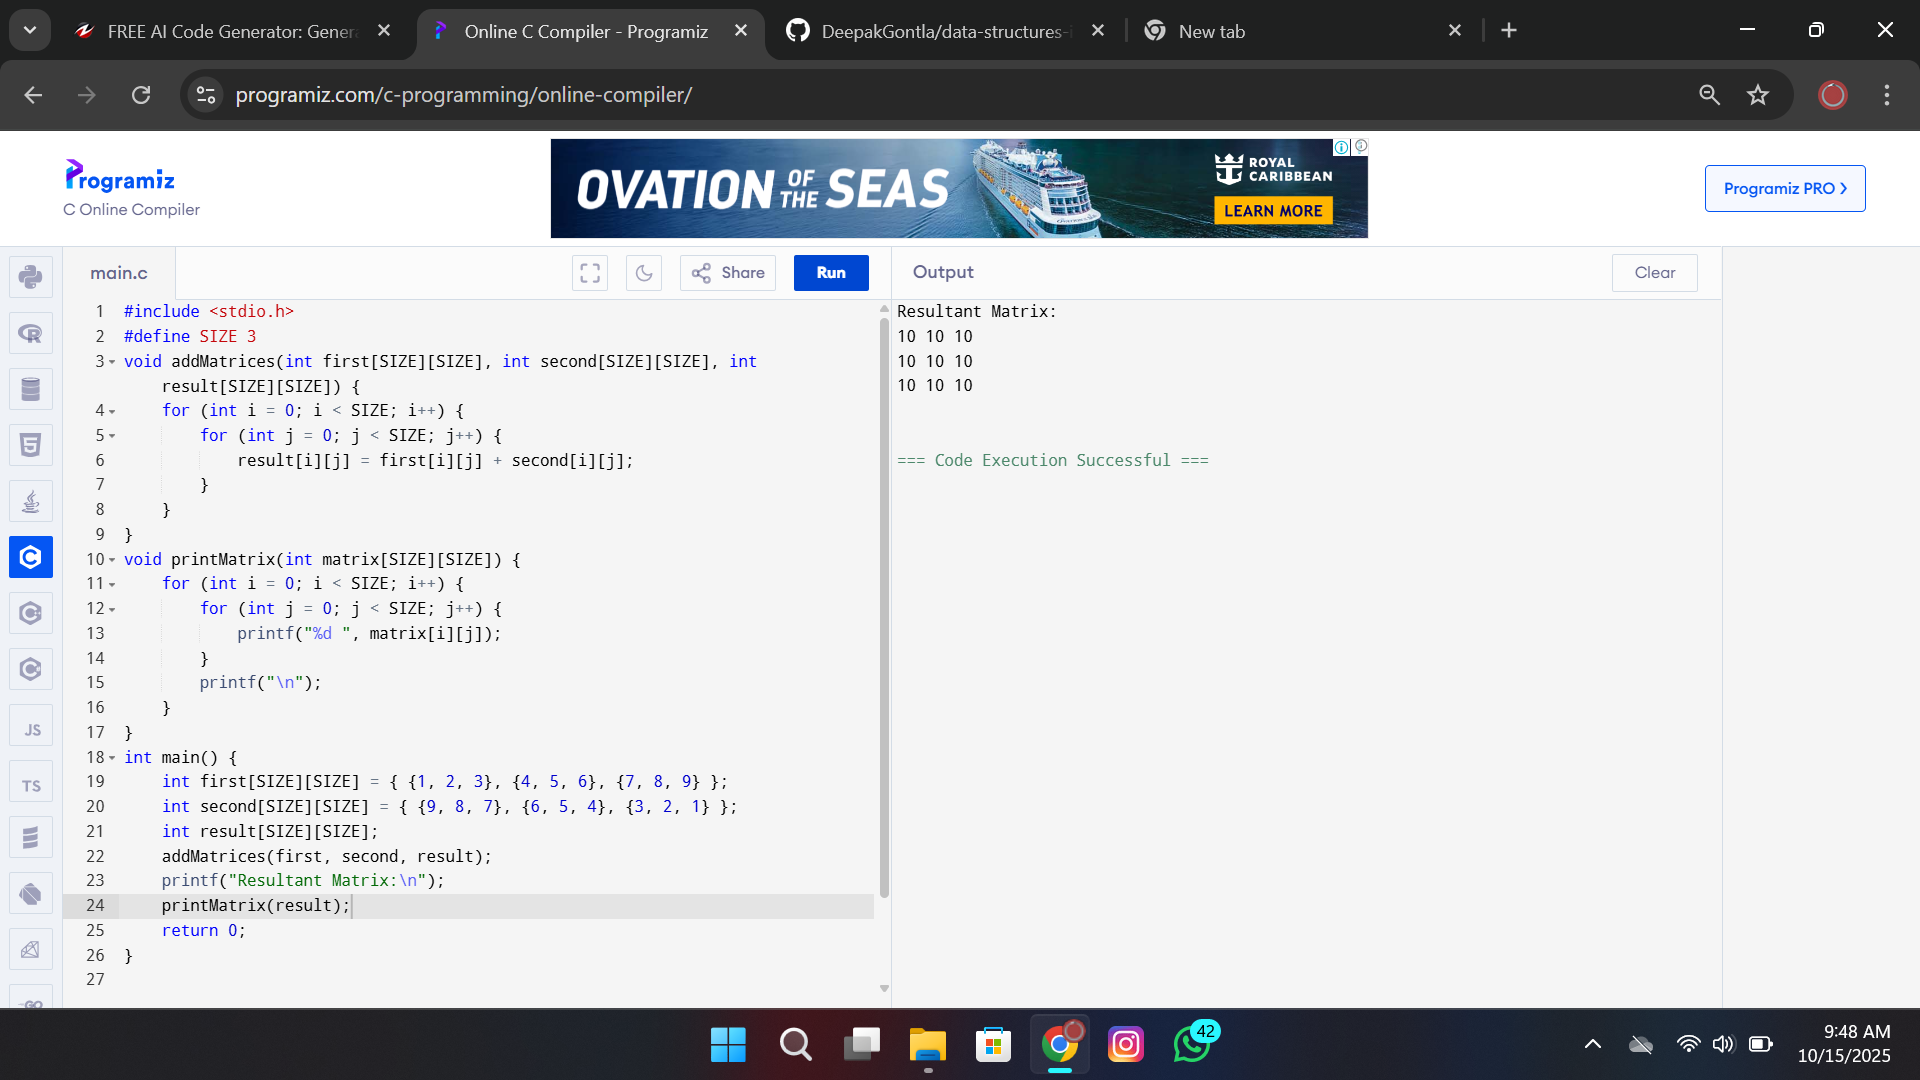 FREE AI Code Generator: Genera
Online C Compiler - Programiz
DeepakGontla/data-structures-i
New tab
programiz.com/c-programming/online-compiler/
Programiz
C Online Compiler
OVATION OF THE SEAS
ROYAL CARIBBEAN
LEARN MORE
Programiz PRO >
main.c
Share
Run
Output
Clear
1 #include <stdio.h>
2 #define SIZE 3
3 void addMatrices(int first[SIZE][SIZE], int second[SIZE][SIZE], int
result[SIZE][SIZE]) {
4     for (int i = 0; i < SIZE; i++) {
5         for (int j = 0; j < SIZE; j++) {
6             result[i][j] = first[i][j] + second[i][j];
7         }
8     }
9 }
10 void printMatrix(int matrix[SIZE][SIZE]) {
11     for (int i = 0; i < SIZE; i++) {
12         for (int j = 0; j < SIZE; j++) {
13             printf("%d ", matrix[i][j]);
14         }
15         printf("\n");
16     }
17 }
18 int main() {
19     int first[SIZE][SIZE] = { {1, 2, 3}, {4, 5, 6}, {7, 8, 9} };
20     int second[SIZE][SIZE] = { {9, 8, 7}, {6, 5, 4}, {3, 2, 1} };
21     int result[SIZE][SIZE];
22     addMatrices(first, second, result);
23     printf("Resultant Matrix:\n");
24     printMatrix(result);
25     return 0;
26 }
27
Resultant Matrix:
10 10 10
10 10 10
10 10 10
=== Code Execution Successful ===
JS
TS
GO
42
9:48 AM
10/15/2025